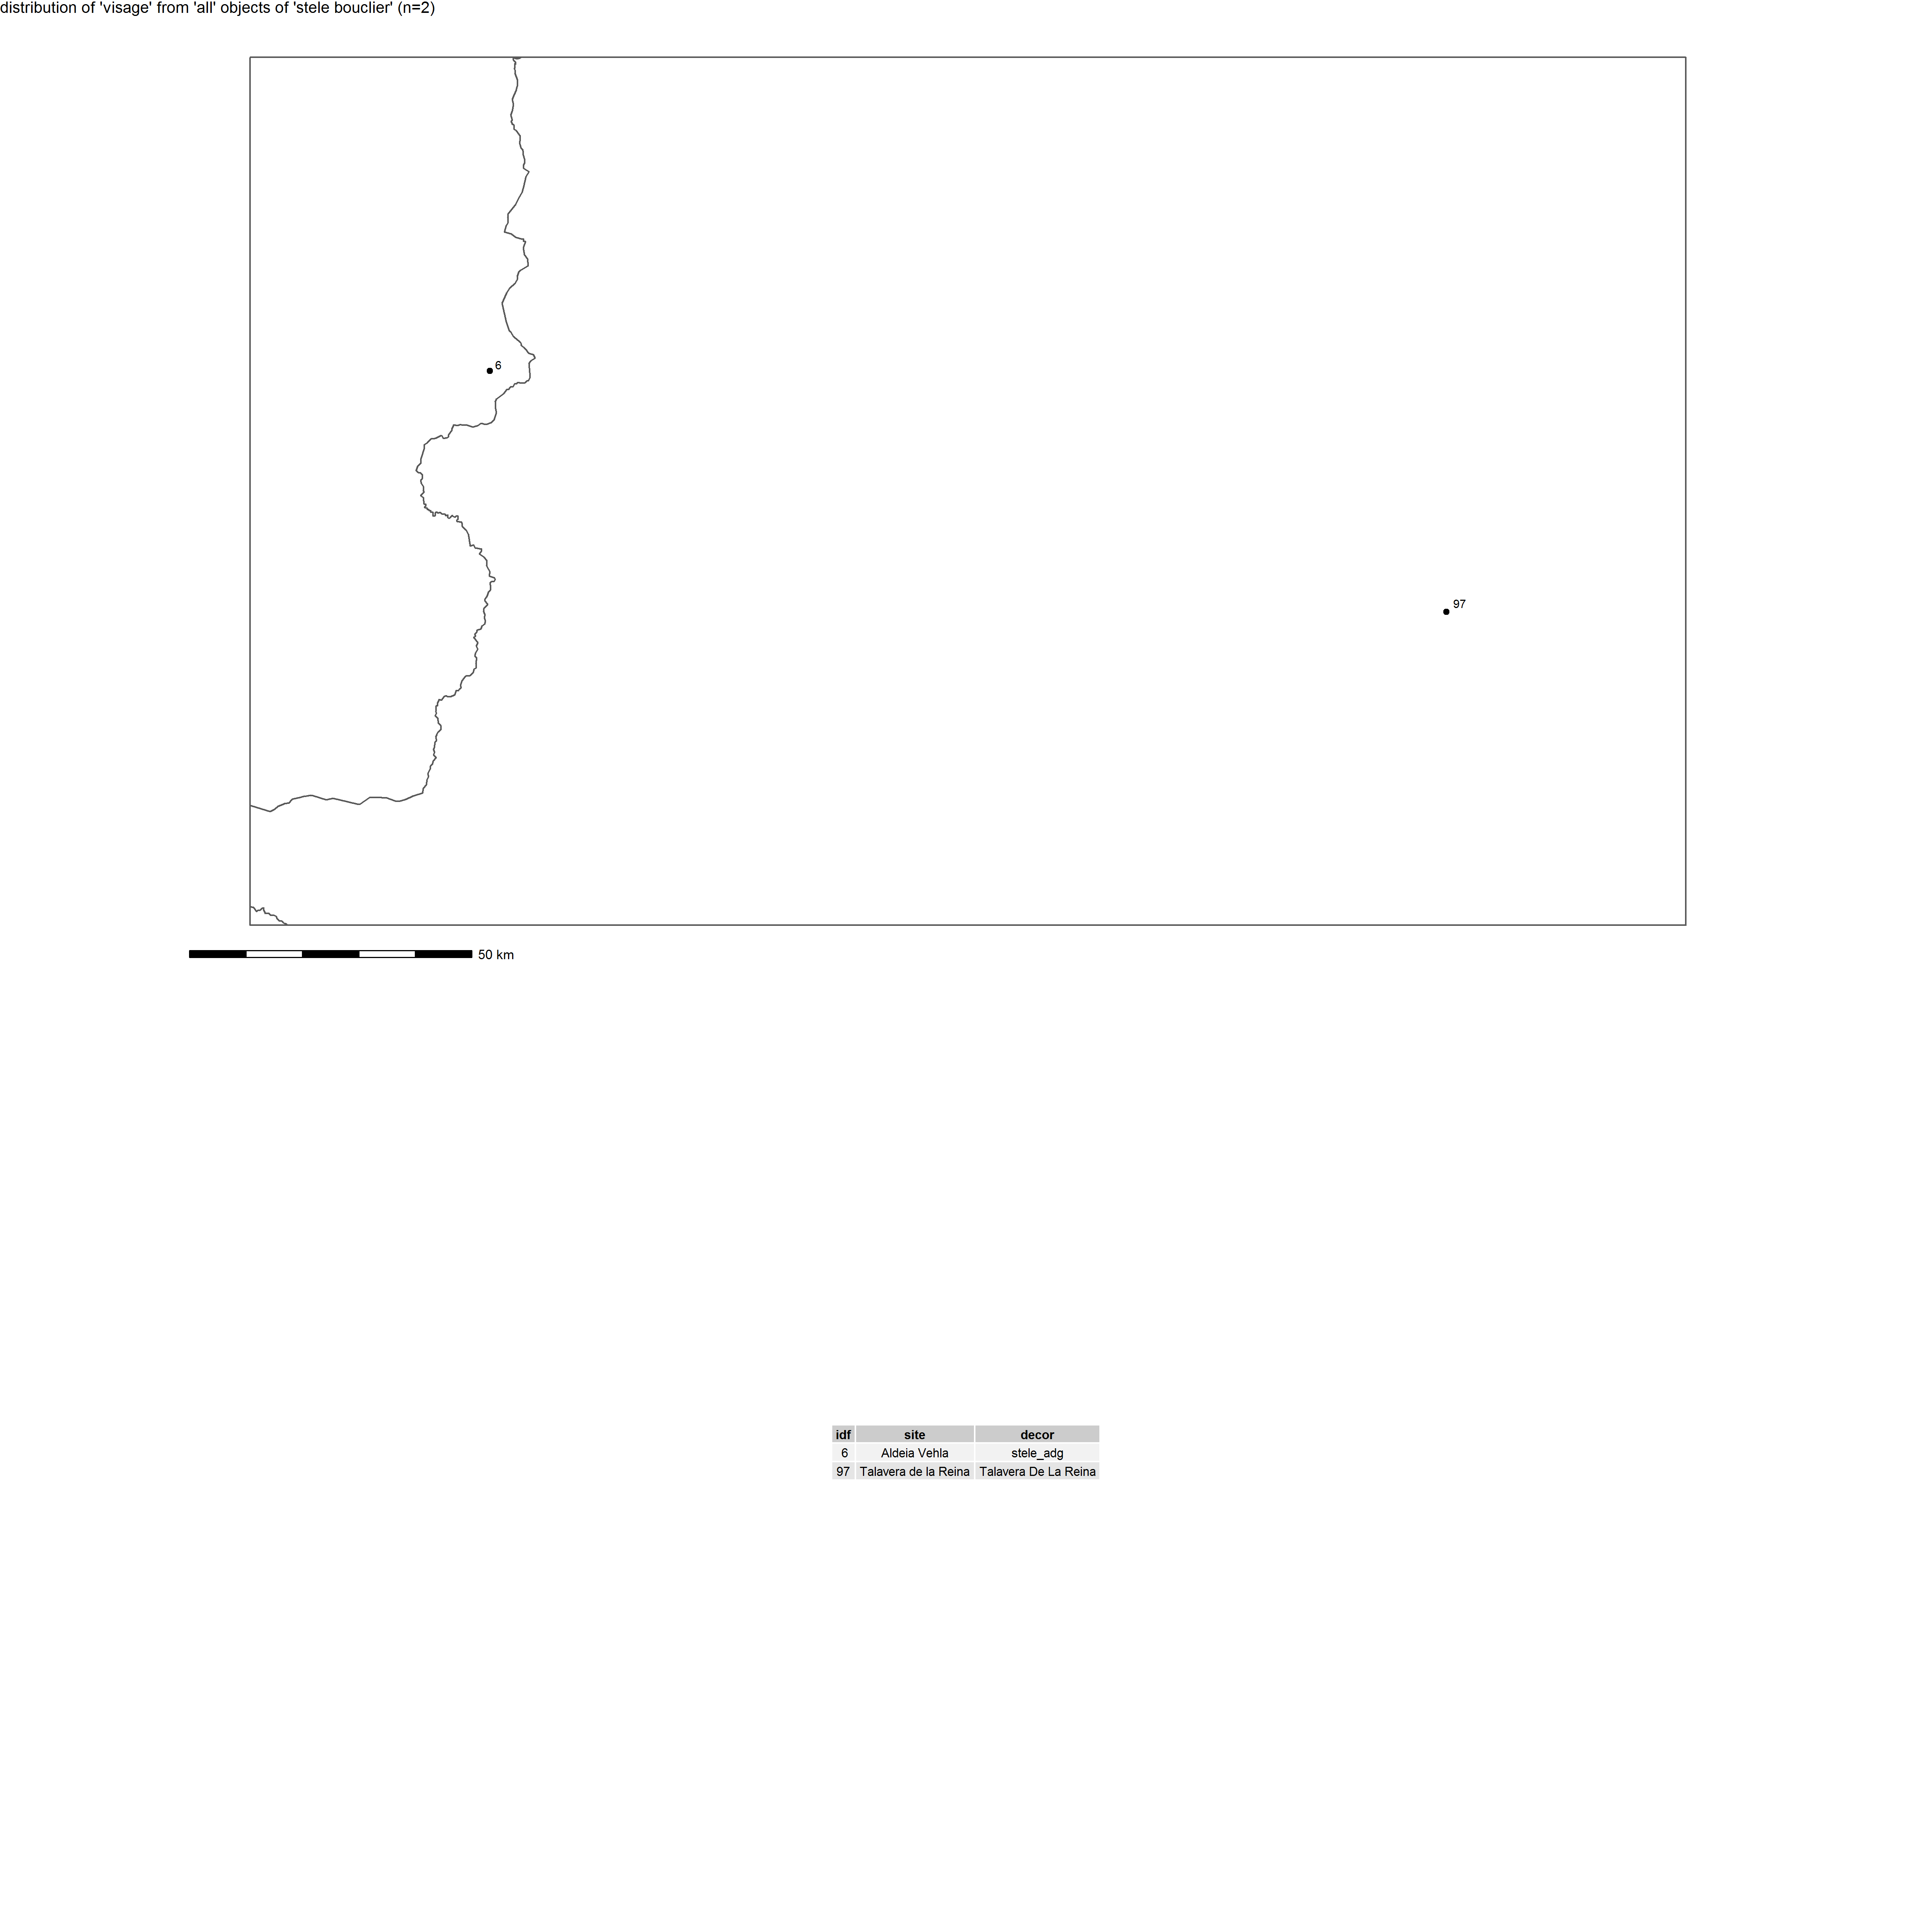 distribution of 'visage' from 'all' objects of 'stele bouclier' (n=2)
6
97
50 km
idf site decor
6 Aldeia Vehla stele_adg
97 Talavera de la Reina Talavera De La Reina